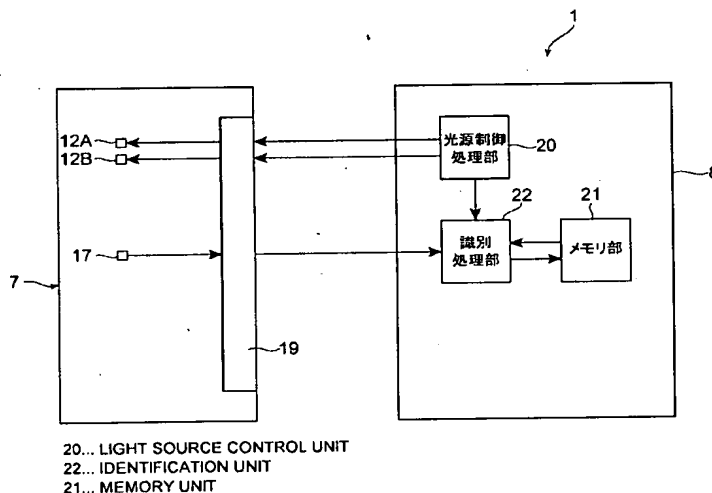 1
12A
12B
光源制御
処理部
20
8
22
21
識別
処理部
メモリ部
17
7
19
20... LIGHT SOURCE CONTROL UNIT
22... IDENTIFICATION UNIT
21... MEMORY UNIT